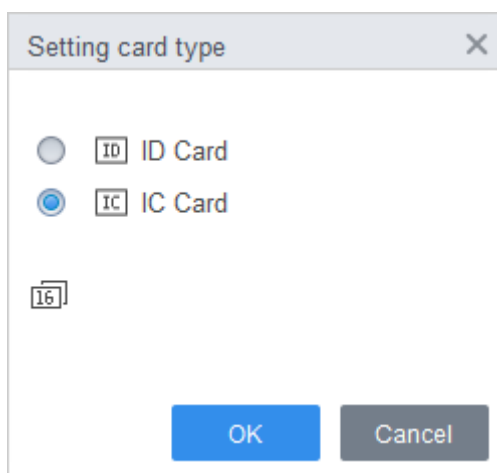 Setting card type
ID ID Card
IC IC Card
16
OK Cancel